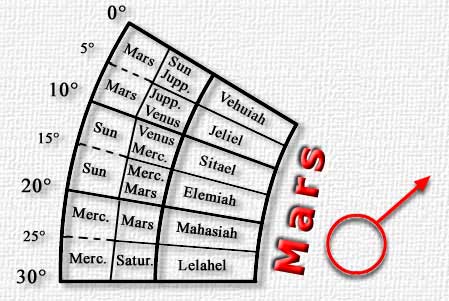 0°
Mars
Sun
Jupp.
Vehuiah
5°
Mars
Jupp.
Venus
Jeliel
10°
Sun
Venus
Merc.
Sitael
15°
Sun
Merc.
Mars
Elemiah
20°
Merc.
Mars
Mahasiah
25°
Merc.
Satur.
Lelahel
30°
Mars